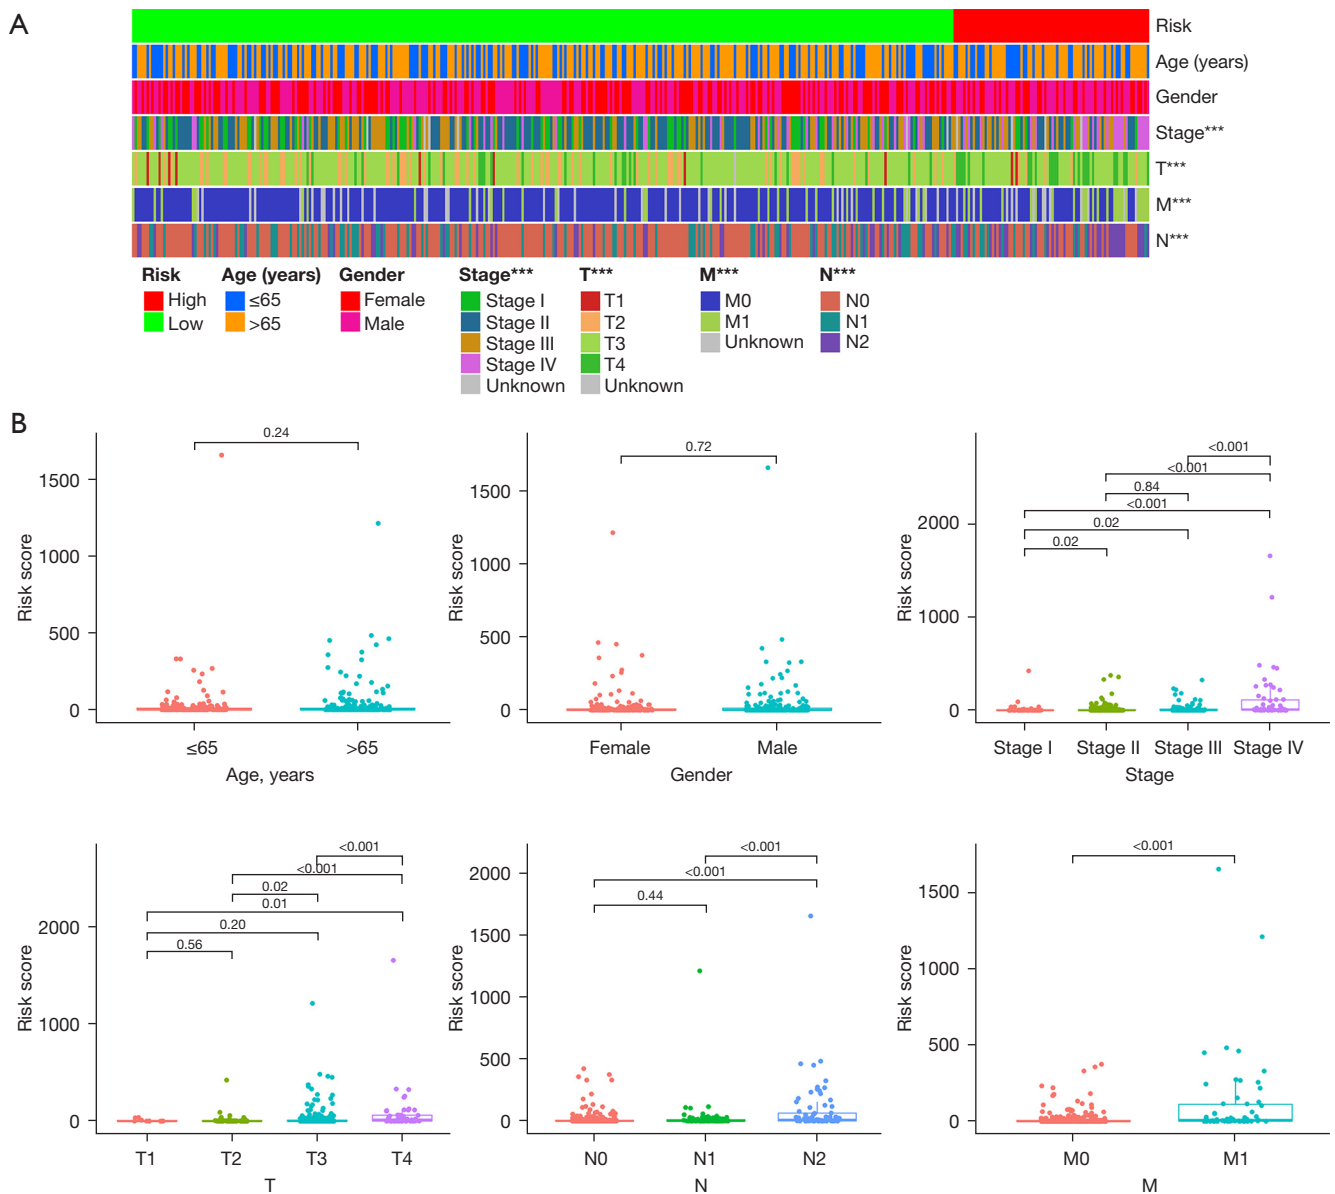 A
Risk
Age (years)
Gender
Stage***
T***
M***
N***
Risk
High
Low
Age (years)
≤65
>65
Gender
Female
Male
Stage***
Stage I
Stage II
Stage III
Stage IV
Unknown
T***
T1
T2
T3
T4
Unknown
M***
M0
M1
Unknown
N***
N0
N1
N2
B
Risk score
1500
1000
500
0
0.24
≤65 >65
Age, years
Risk score
1500
1000
500
0
0.72
Female Male
Gender
Risk score
2000
1000
0
<0.001
<0.001
0.84
<0.001
0.02
0.02
Stage I Stage II Stage III Stage IV
Stage
Risk score
2000
1000
0
<0.001
<0.001
0.02
0.01
0.20
0.56
T1 T2 T3 T4
T
Risk score
2000
1500
1000
500
0
<0.001
<0.001
0.44
N0 N1 N2
N
Risk score
1500
1000
500
0
<0.001
M0 M1
M